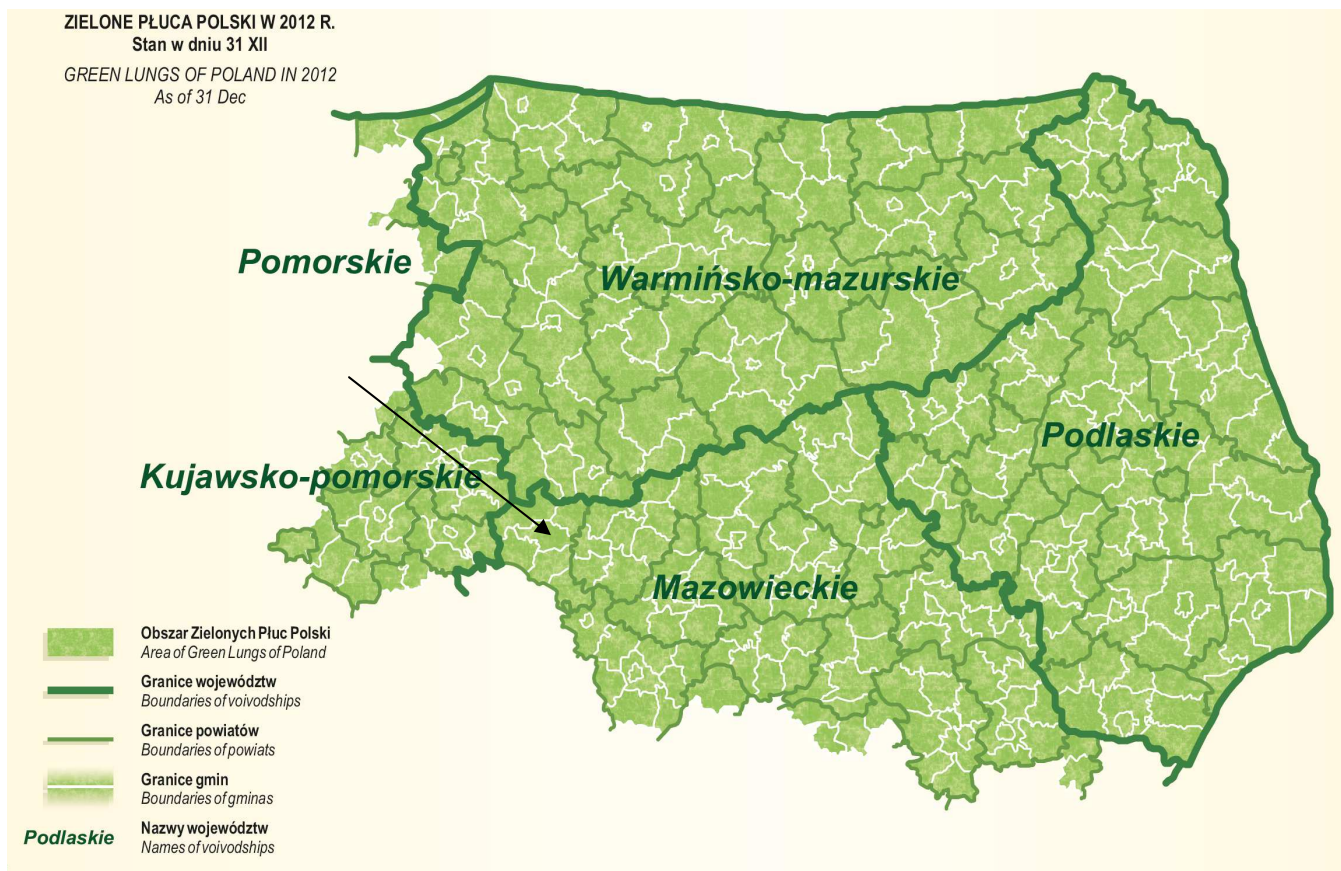 ZIELONE PŁUCA POLSKI W 2012 R.
Stan w dniu 31 XII
GREEN LUNGS OF POLAND IN 2012
As of 31 Dec
Pomorskie
Warmińsko-mazurskie
Podlaskie
Kujawsko-pomorskie
Mazowieckie
Obszar Zielonych Płuc Polski
Area of Green Lungs of Poland
Granice województw
Boundaries of voivodships
Granice powiatów
Boundaries of powiats
Granice gmin
Boundaries of gminas
Podlaskie
Nazwy województw
Names of voivodships